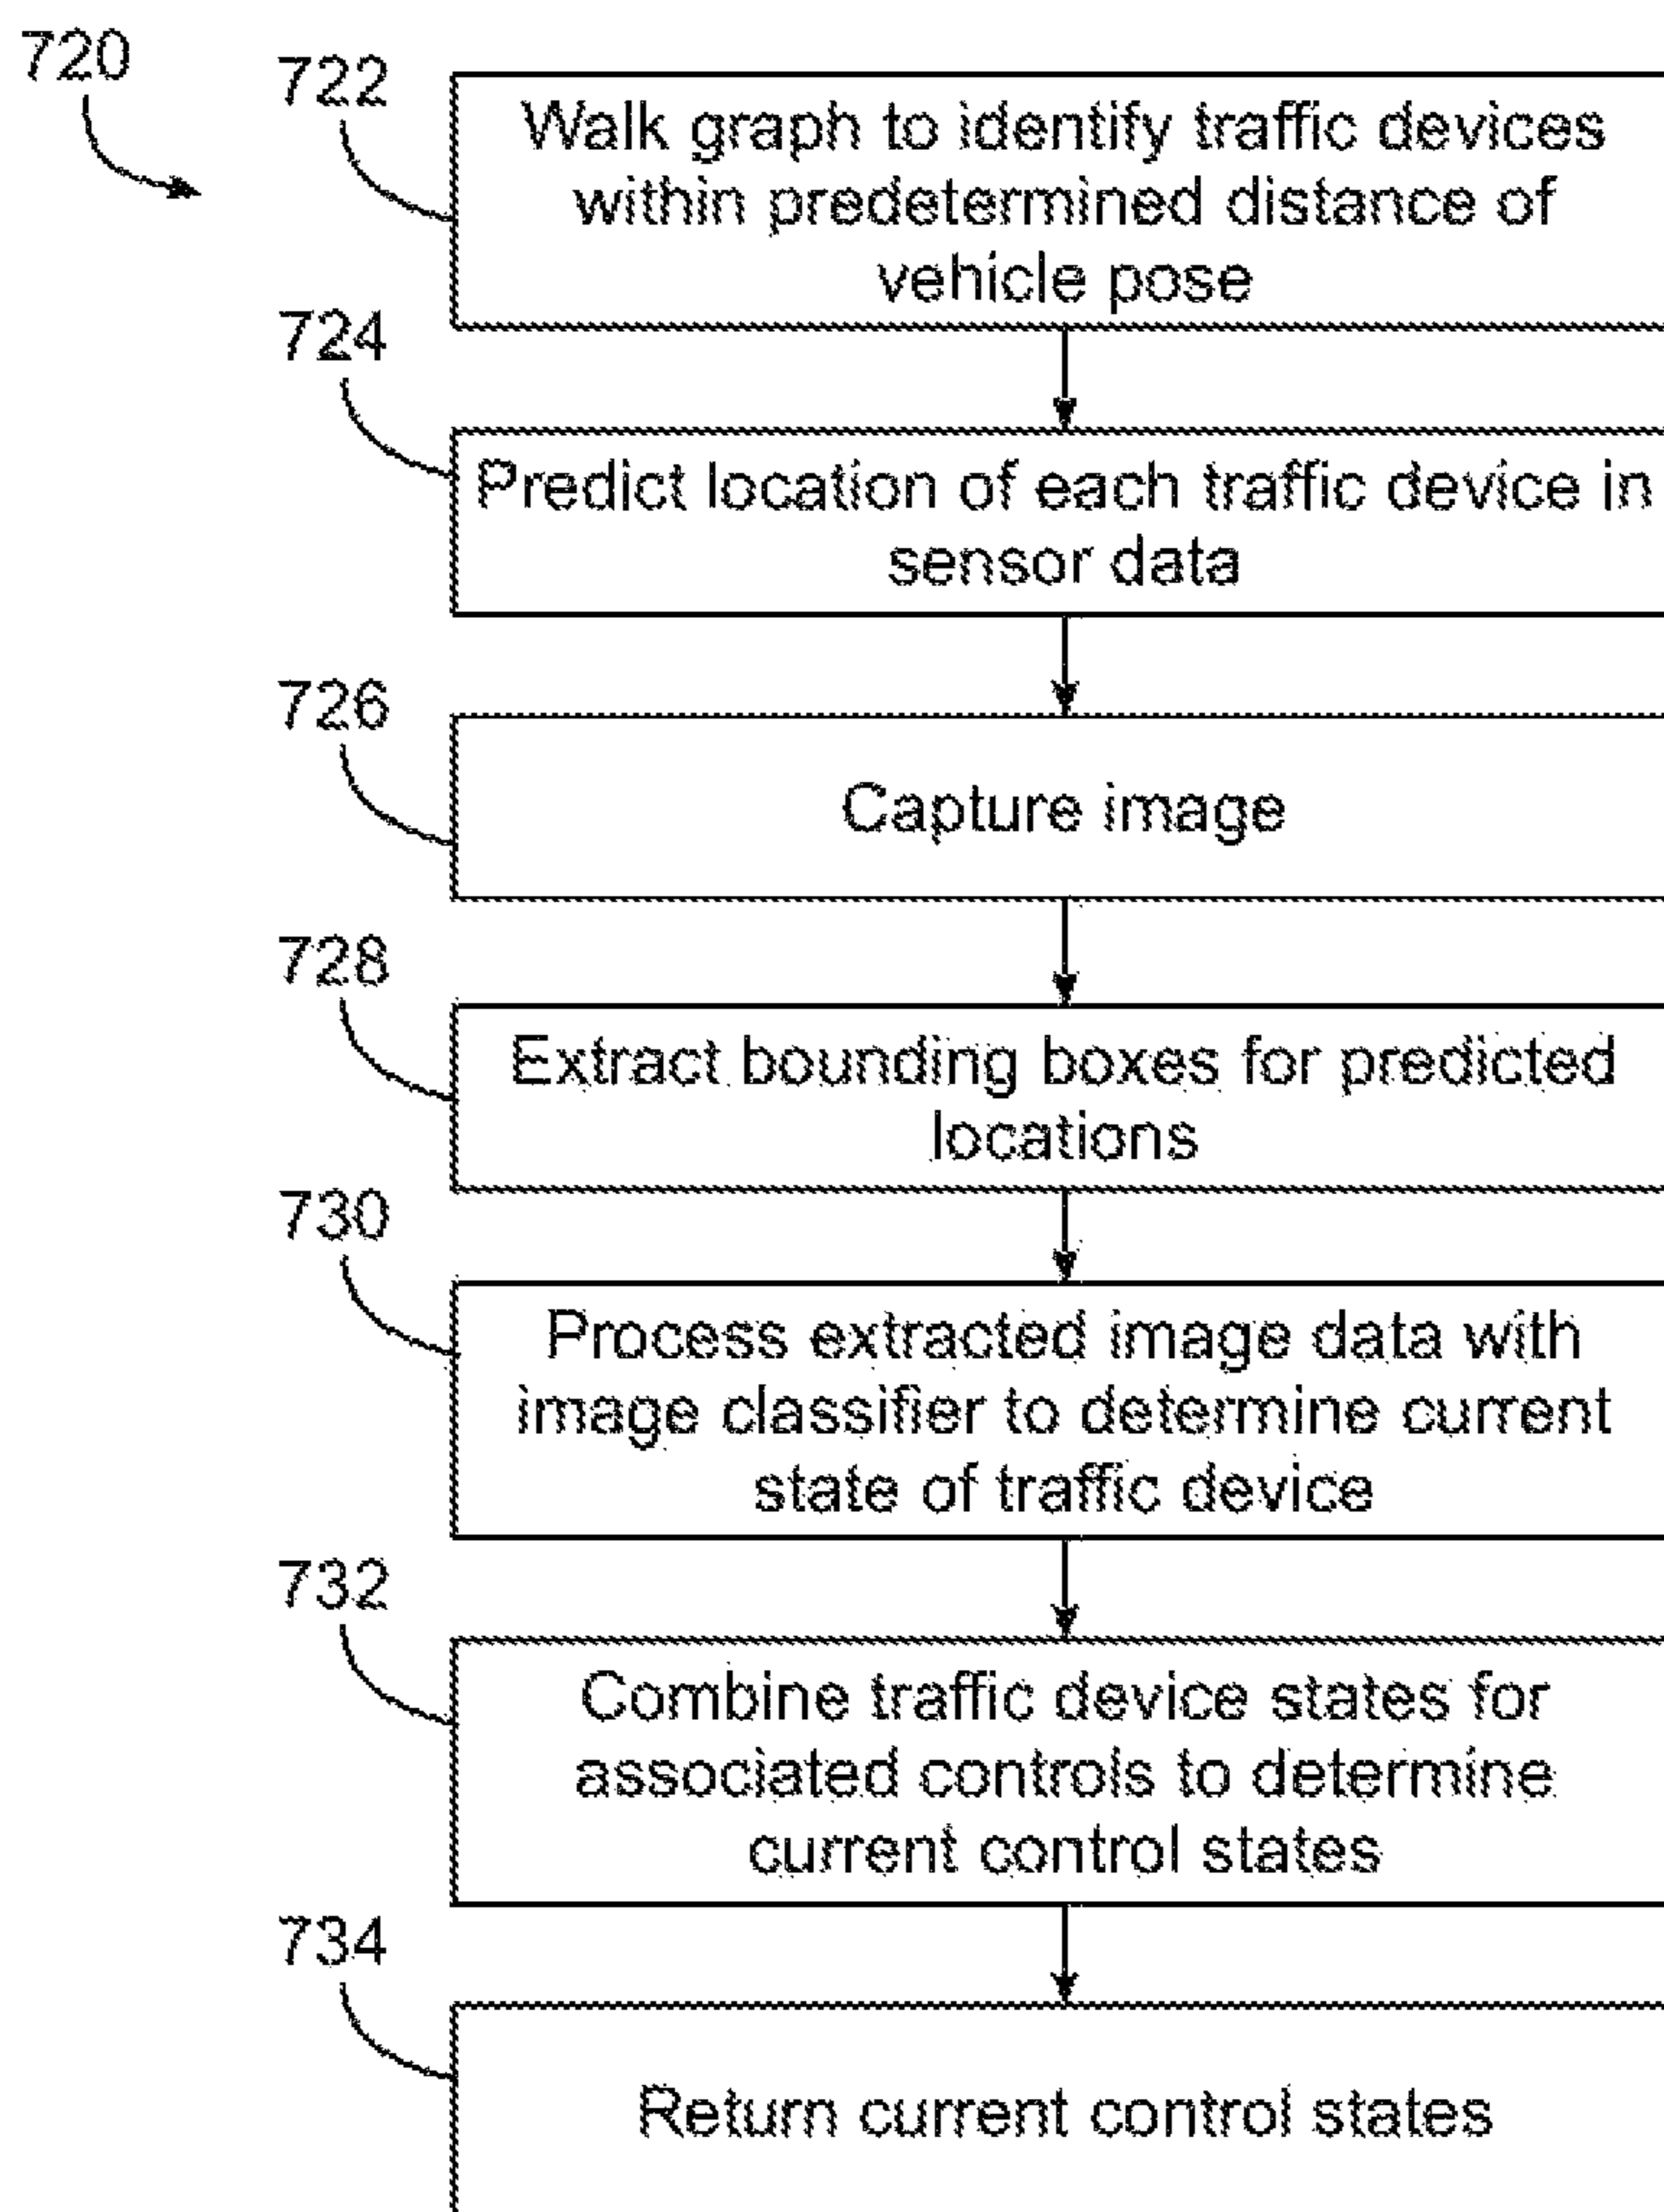 720
722
Walk graph to identify traffic devices
within predetermined distance of
vehicle pose
724
Predict location of each traffic device in
sensor data
726
Capture image
728
Extract bounding boxes for predicted
locations
730
Process extracted image data with
image classifier to determine current
state of traffic device
732
Combine traffic device states for
associated controls to determine
current control states
734
Return current control states